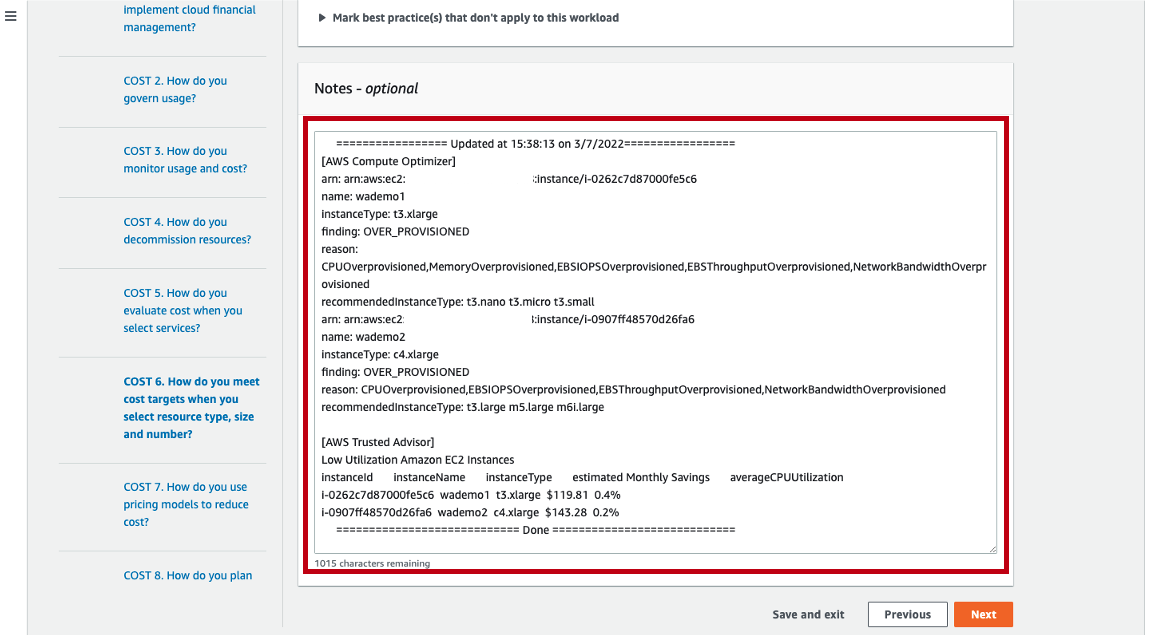 implement cloud financial
management?
COST 2. How do you
govern usage?
COST 3. How do you
monitor usage and cost?
COST 4. How do you
decommission resources?
COST 5. How do you
evaluate cost when you
select services?
COST 6. How do you meet
cost targets when you
select resource type, size
and number?
COST 7. How do you use
pricing models to reduce
cost?
COST 8. How do you plan
Mark best practice(s) that don't apply to this workload
Notes - optional
================= Updated at 15:38:13 on 3/7/2022=================
[AWS Compute Optimizer]
arn: arn:aws:ec2: :instance/i-0262c7d87000fe5c6
name: wademo1
instanceType: t3.xlarge
finding: OVER_PROVISIONED
reason:
CPUOverprovisioned,MemoryOverprovisioned,EBSIOPSOverprovisioned,EBSThroughputOverprovisioned,NetworkBandwidthOverpr
ovisioned
recommendedInstanceType: t3.nano t3.micro t3.small
arn: arn:aws:ec2: :instance/i-0907ff48570d26fa6
name: wademo2
instanceType: c4.xlarge
finding: OVER_PROVISIONED
reason: CPUOverprovisioned,EBSIOPSOverprovisioned,EBSThroughputOverprovisioned,NetworkBandwidthOverprovisioned
recommendedInstanceType: t3.large m5.large m6i.large
[AWS Trusted Advisor]
Low Utilization Amazon EC2 Instances
instanceId instanceName instanceType estimated Monthly Savings averageCPUUtilization
i-0262c7d87000fe5c6 wademo1 t3.xlarge $119.81 0.4%
i-0907ff48570d26fa6 wademo2 c4.xlarge $143.28 0.2%
============================ Done ============================
1015 characters remaining
Save and exit
Previous
Next